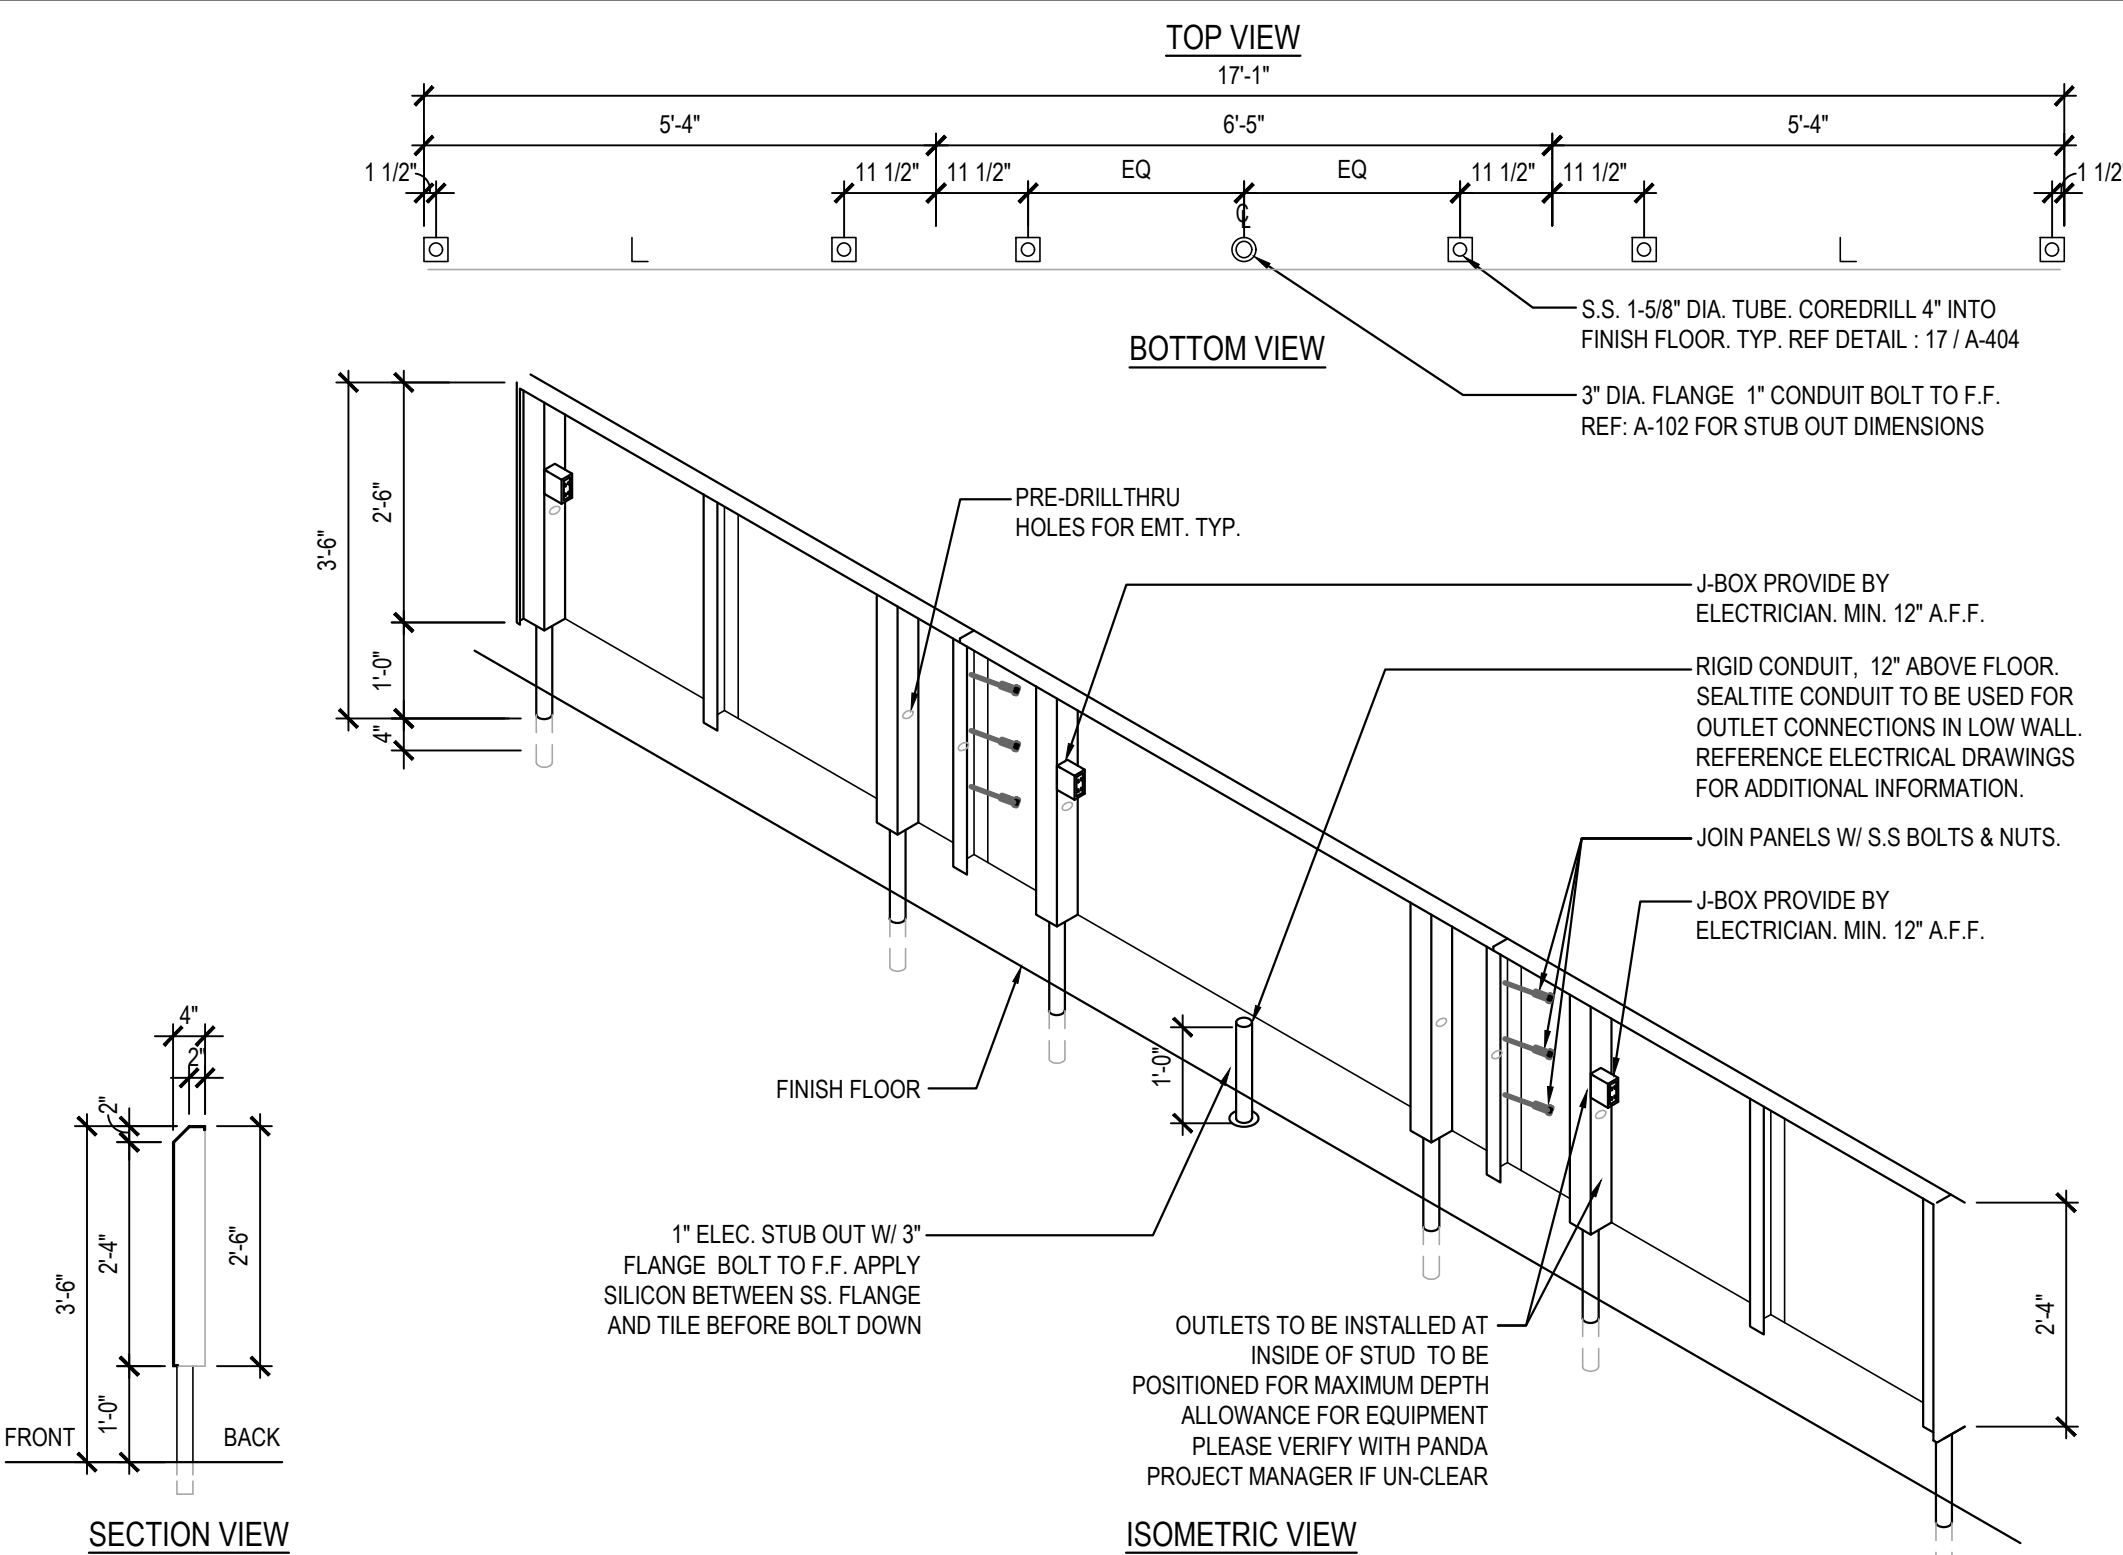 TOP VIEW
17'-1"
5'-4"
6'-5"
5'-4"
1 1/2"
11 1/2"
11 1/2"
EQ
EQ
11 1/2"
11 1/2"
1 1/2"
CL
S.S. 1-5/8" DIA. TUBE. COREDRILL 4" INTO
FINISH FLOOR. TYP. REF DETAIL : 17 / A-404
BOTTOM VIEW
3" DIA. FLANGE 1" CONDUIT BOLT TO F.F.
REF: A-102 FOR STUB OUT DIMENSIONS
3'-6"
2'-6"
1'-0"
4"
PRE-DRILLTHRU
HOLES FOR EMT. TYP.
J-BOX PROVIDE BY
ELECTRICIAN. MIN. 12" A.F.F.
RIGID CONDUIT, 12" ABOVE FLOOR.
SEALTITE CONDUIT TO BE USED FOR
OUTLET CONNECTIONS IN LOW WALL.
REFERENCE ELECTRICAL DRAWINGS
FOR ADDITIONAL INFORMATION.
JOIN PANELS W/ S.S BOLTS & NUTS.
J-BOX PROVIDE BY
ELECTRICIAN. MIN. 12" A.F.F.
FINISH FLOOR
1'-0"
1" ELEC. STUB OUT W/ 3"
FLANGE BOLT TO F.F. APPLY
SILICON BETWEEN SS. FLANGE
AND TILE BEFORE BOLT DOWN
OUTLETS TO BE INSTALLED AT
INSIDE OF STUD TO BE
POSITIONED FOR MAXIMUM DEPTH
ALLOWANCE FOR EQUIPMENT
PLEASE VERIFY WITH PANDA
PROJECT MANAGER IF UN-CLEAR
2'-4"
4"
2"
2"
3'-6"
2'-4"
2'-6"
1'-0"
FRONT
BACK
SECTION VIEW
ISOMETRIC VIEW